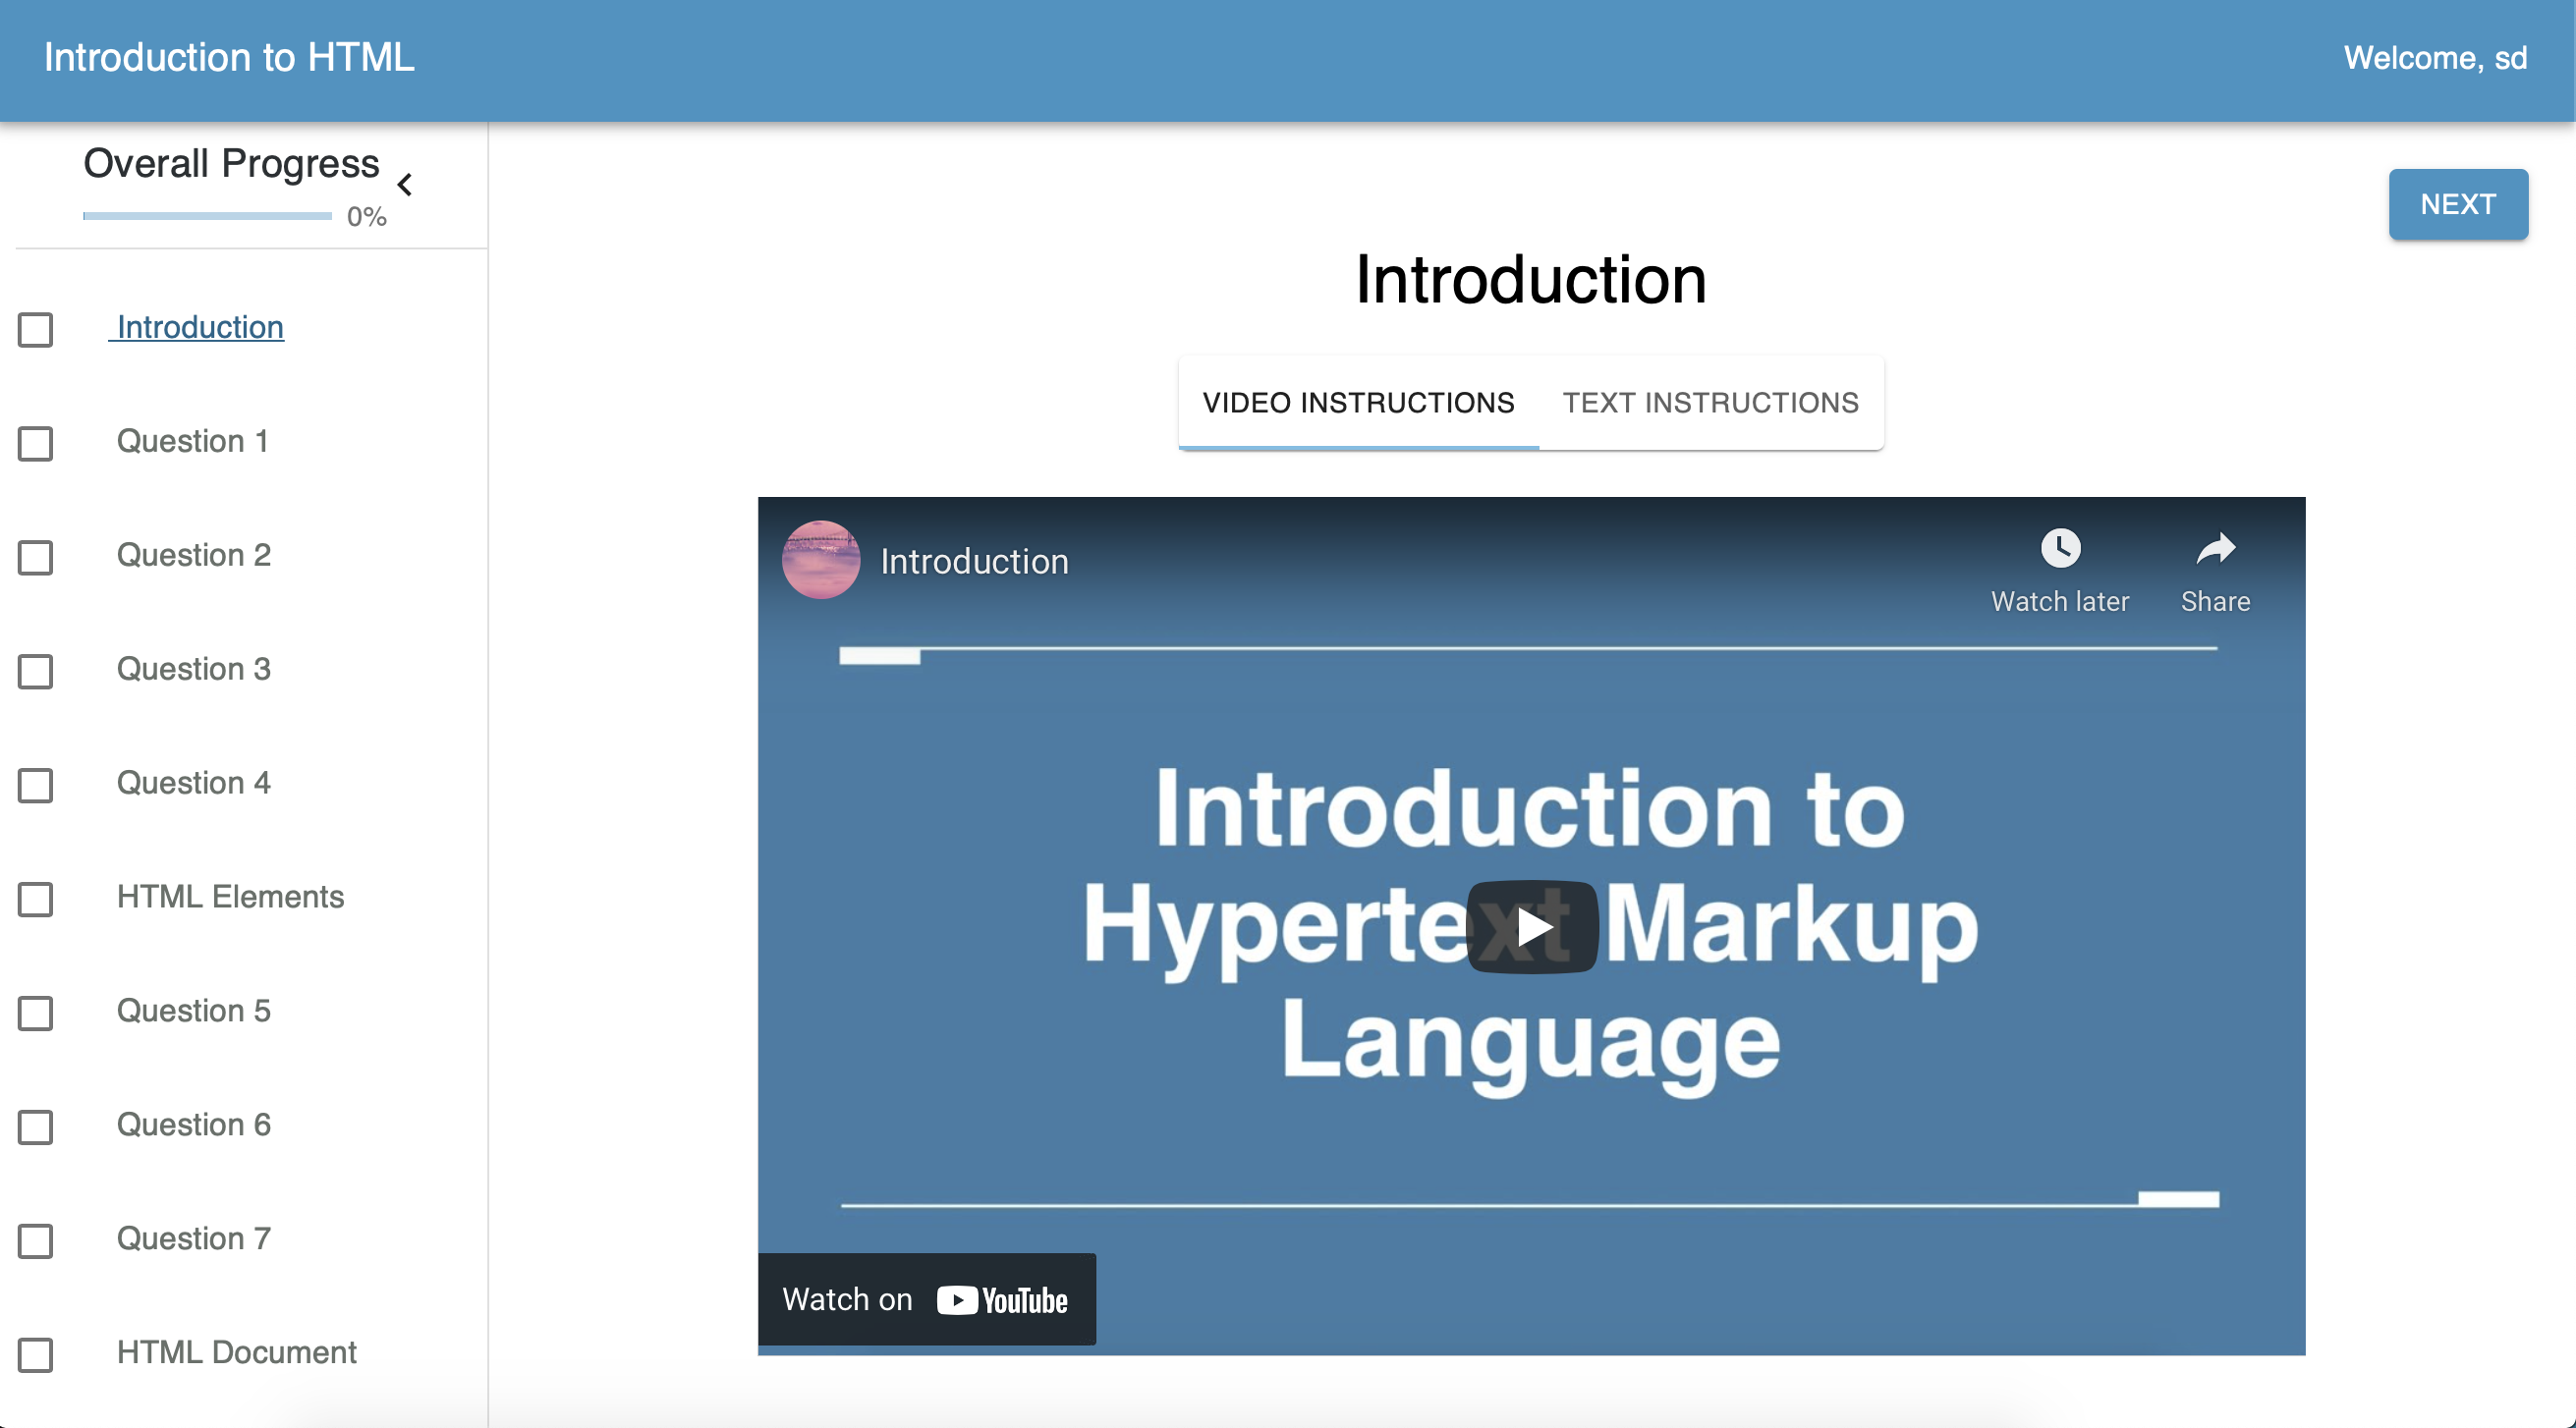 Introduction to HTML
Welcome, sd
Overall Progress
0%
Introduction
Question 1
Question 2
Question 3
Question 4
HTML Elements
Question 5
Question 6
Question 7
HTML Document
NEXT
Introduction
VIDEO INSTRUCTIONS TEXT INSTRUCTIONS
Introduction
Watch later
Share
Introduction to
Hypertext Markup
Language
Watch on YouTube